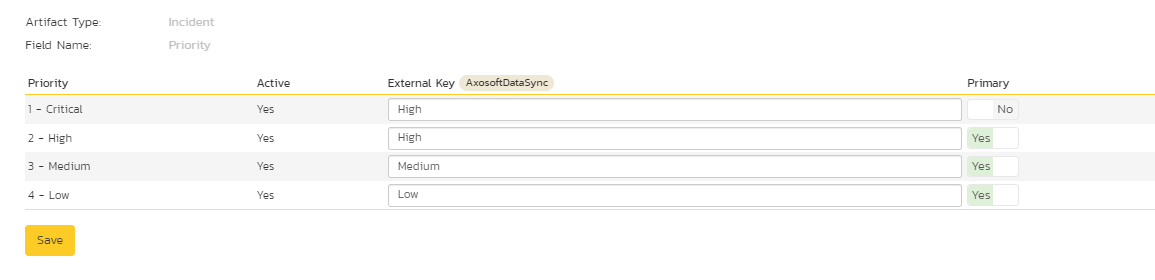 Artifact Type: Incident
Field Name: Priority
Priority Active External Key AxosoftDataSync Primary
1 - Critical Yes High No
2 - High Yes High Yes
3 - Medium Yes Medium Yes
4 - Low Yes Low Yes
Save